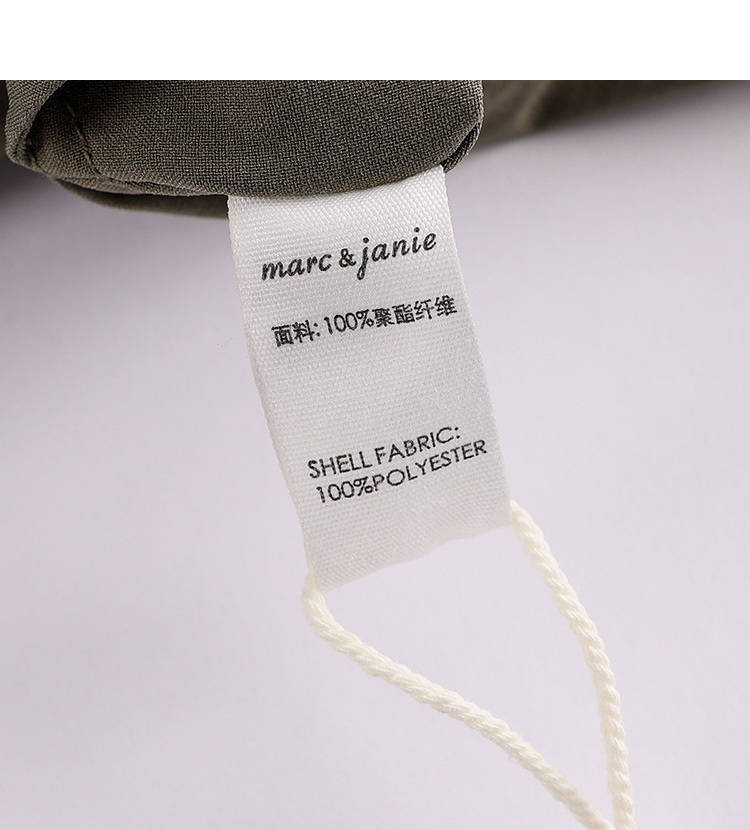 marc & janie
面料:100%聚酯纤维
SHELL FABRIC:
100%POLYESTER